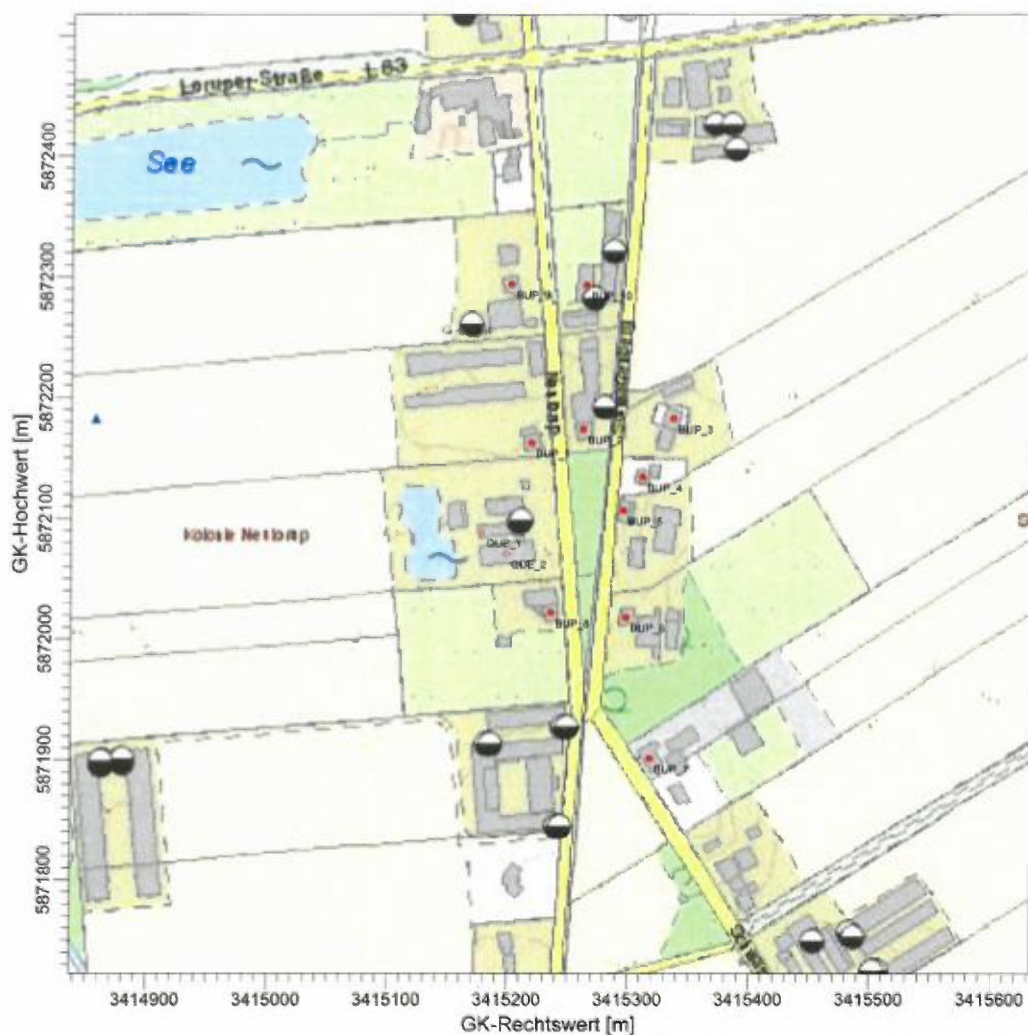 Loruper-Straße L 63
See
BUP_9
BUP_10
BUP_
BUP_2
BUP_3
BUP_4
BUP_5
QUE_1
QUE_2
BUP_8
BUP_6
BUP_7
GK-Hochwert [m]
5872400
5872300
5872200
5872100
5872000
5871900
5871800
3414900
3415000
3415100
3415200
3415300
3415400
3415500
3415600
GK-Rechtswert [m]